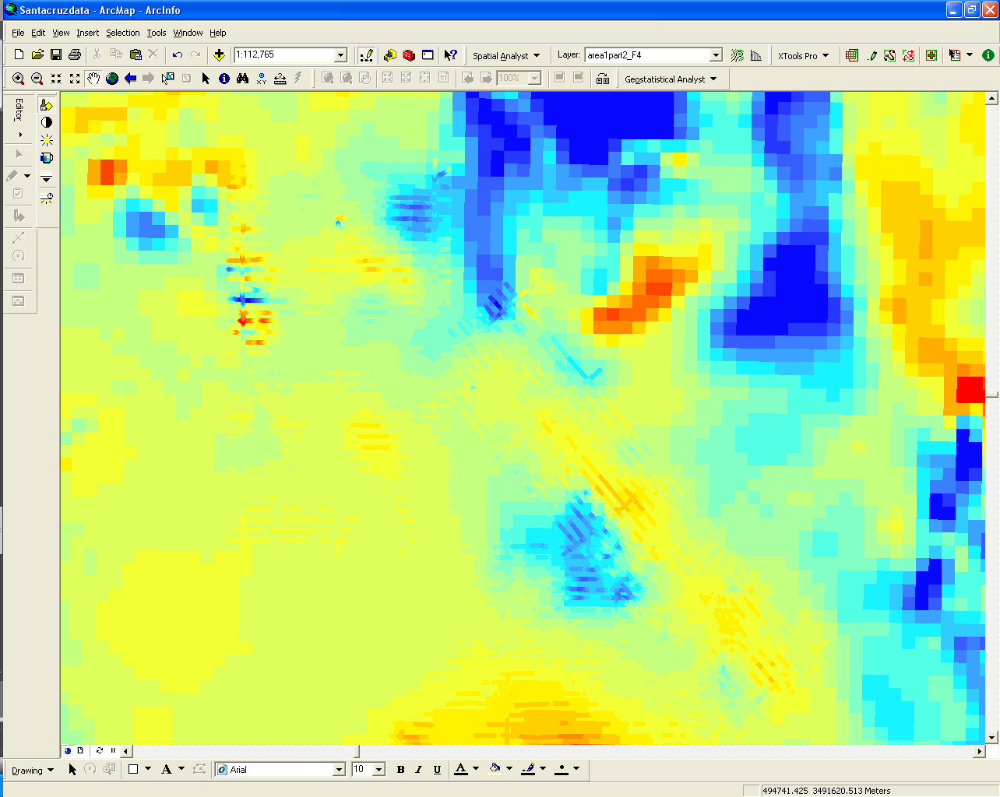 Santacruzdata - ArcMap - ArcInfo
File Edit View Insert Selection Tools Window Help
1:112,765 Spatial Analyst Layer: area1part2_F4 XTools Pro
100% Geostatistical Analyst
Editor
Drawing A Arial 10 B I U A
494741.425 3491620.513 Meters